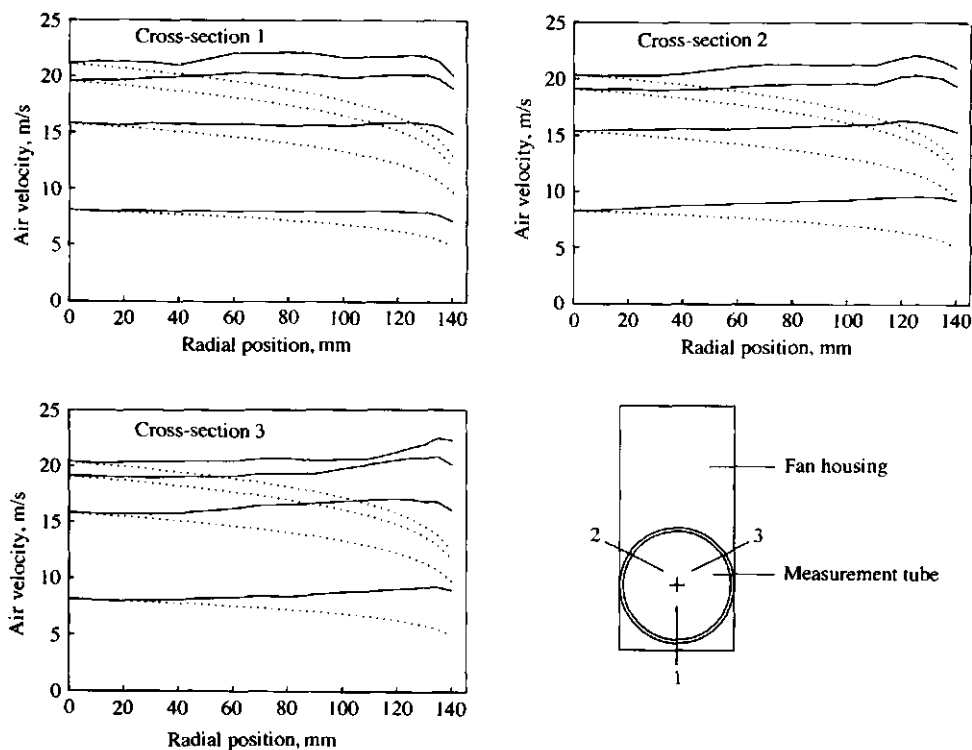 Cross-section 1
Air velocity, m/s
25
20
15
10
5
0
0 20 40 60 80 100 120 140
Radial position, mm
Cross-section 2
Air velocity, m/s
25
20
15
10
5
0
0 20 40 60 80 100 120 140
Radial position, mm
Cross-section 3
Air velocity, m/s
25
20
15
10
5
0
0 20 40 60 80 100 120 140
Radial position, mm
Fan housing
2 3
Measurement tube
1